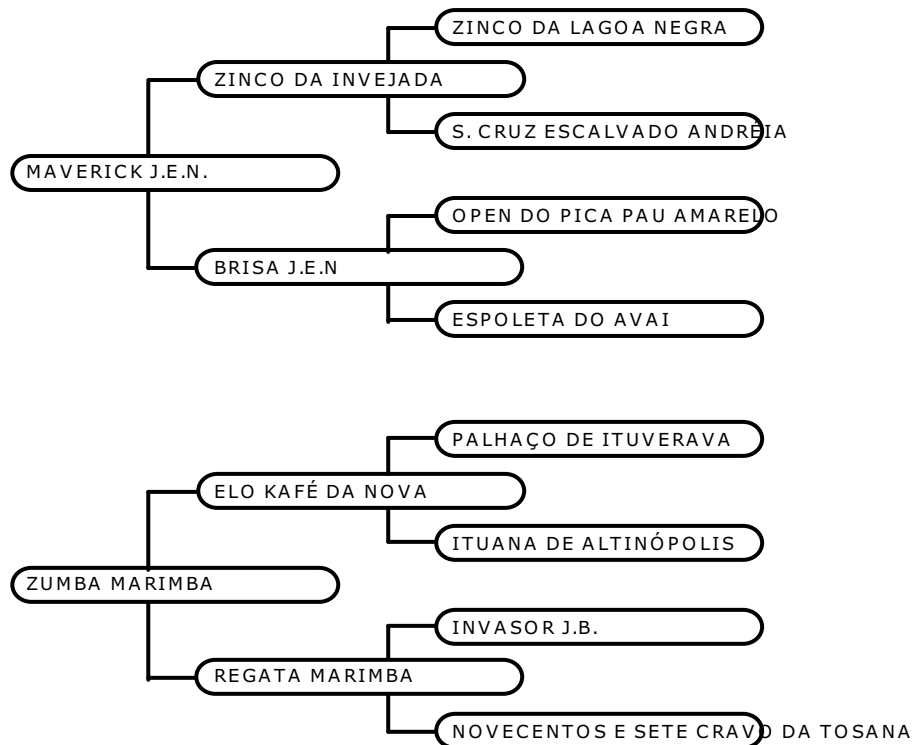 ZINCO DA LAGOA NEGRA
ZINCO DA INVEJADA
S. CRUZ ESCALVADO ANDRÉIA
MAVERICK J.E.N.
OPEN DO PICA PAU AMARELO
BRISA J.E.N
ESPOLETA DO AVAI
PALHAÇO DE ITUVERAVA
ELO KAFÉ DA NOVA
ITUANA DE ALTINÓPOLIS
ZUMBA MARIMBA
INVASOR J.B.
REGATA MARIMBA
NOVECENTOS E SETE CRAVO DA TOSANA